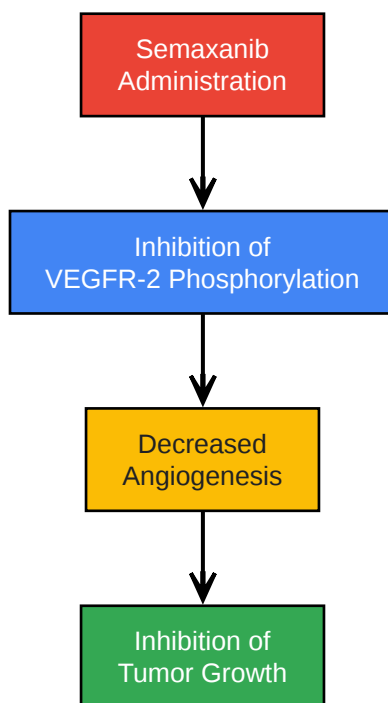 Semaxanib
Administration
Inhibition of
VEGFR-2 Phosphorylation
Decreased
Angiogenesis
Inhibition of
Tumor Growth